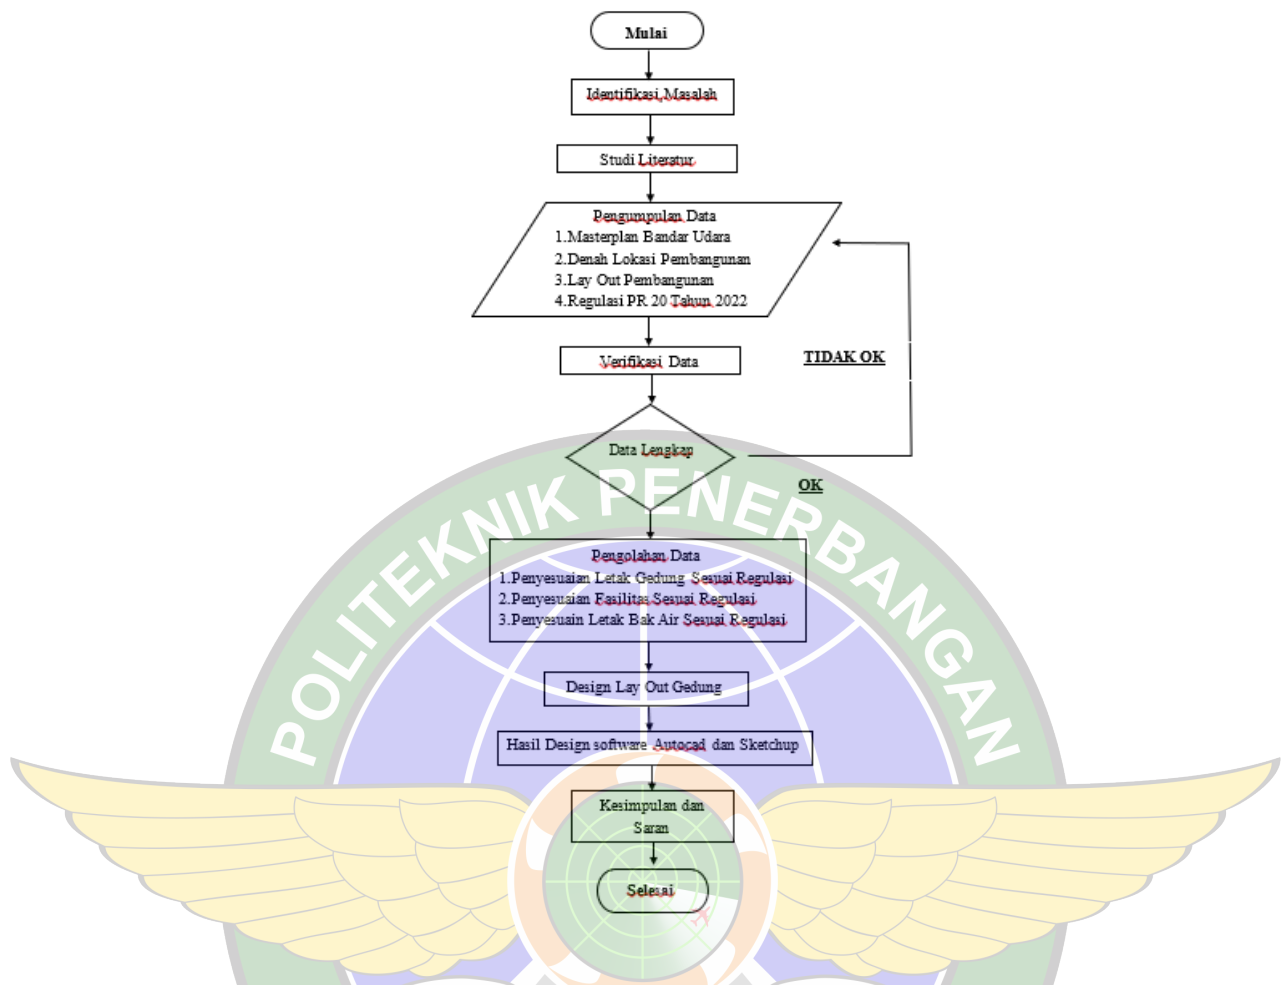 Mulai
Identifikasi Masalah
Studi Literatur
Pengumpulan Data
1.Masterplan Bandar Udara
2.Denah Lokasi Pembangunan
3.Lay Out Pembangunan
4.Regulasi PR 20 Tahun 2022
Verifikasi Data
TIDAK OK
Data Lengkap
OK
POLITEKNIK PENERBANGAN
Pengolahan Data
1.Penyesuaian Letak Gedung Sesuai Regulasi
2.Penyesuaian Fasilitas Sesuai Regulasi
3.Penyesuain Letak Bak Air Sesuai Regulasi
Design Lay Out Gedung
Hasil Design software Autocad dan Sketchup
Kesimpulan dan
Saran
Selesai